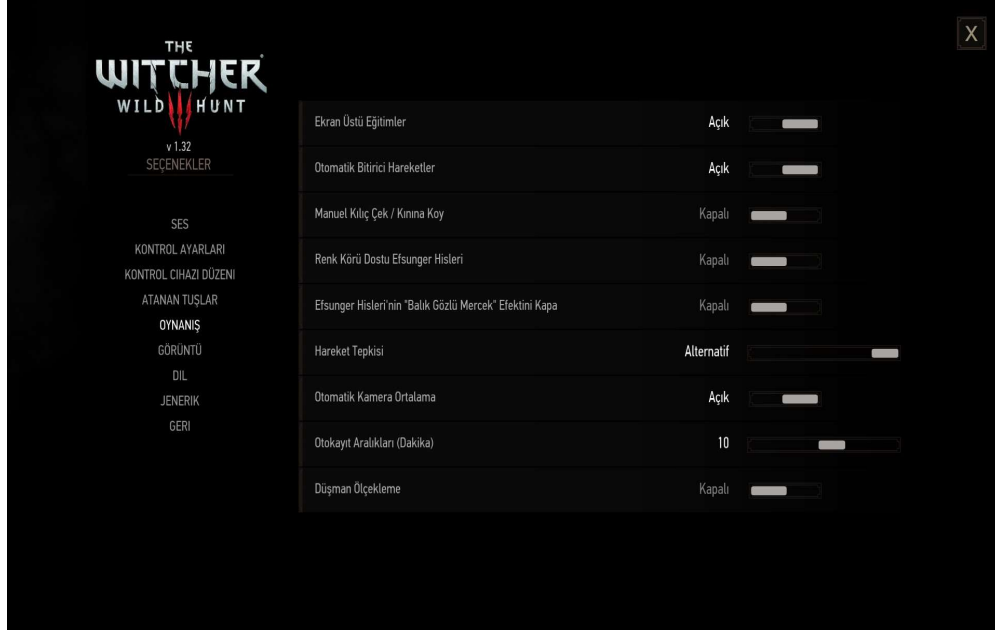 X
THE
WITCHER
WILD HUNT
v 1.32
SEÇENEKLER
SES
KONTROL AYARLARI
KONTROL CIHAZI DÜZENI
ATANAN TUŞLAR
OYNANIŞ
GÖRÜNTÜ
DIL
JENERIK
GERI
Ekran Üstü Eğitimler Açık
Otomatik Bitirici Hareketler Açık
Manuel Kılıç Çek / Kınına Koy Kapalı
Renk Körü Dostu Efsunger Hisleri Kapalı
Efsunger Hisleri'nin "Balık Gözlü Mercek" Efektini Kapa Kapalı
Hareket Tepkisi Alternatif
Otomatik Kamera Ortalama Açık
Otokayıt Aralıkları (Dakika) 10
Düşman Ölçekleme Kapalı